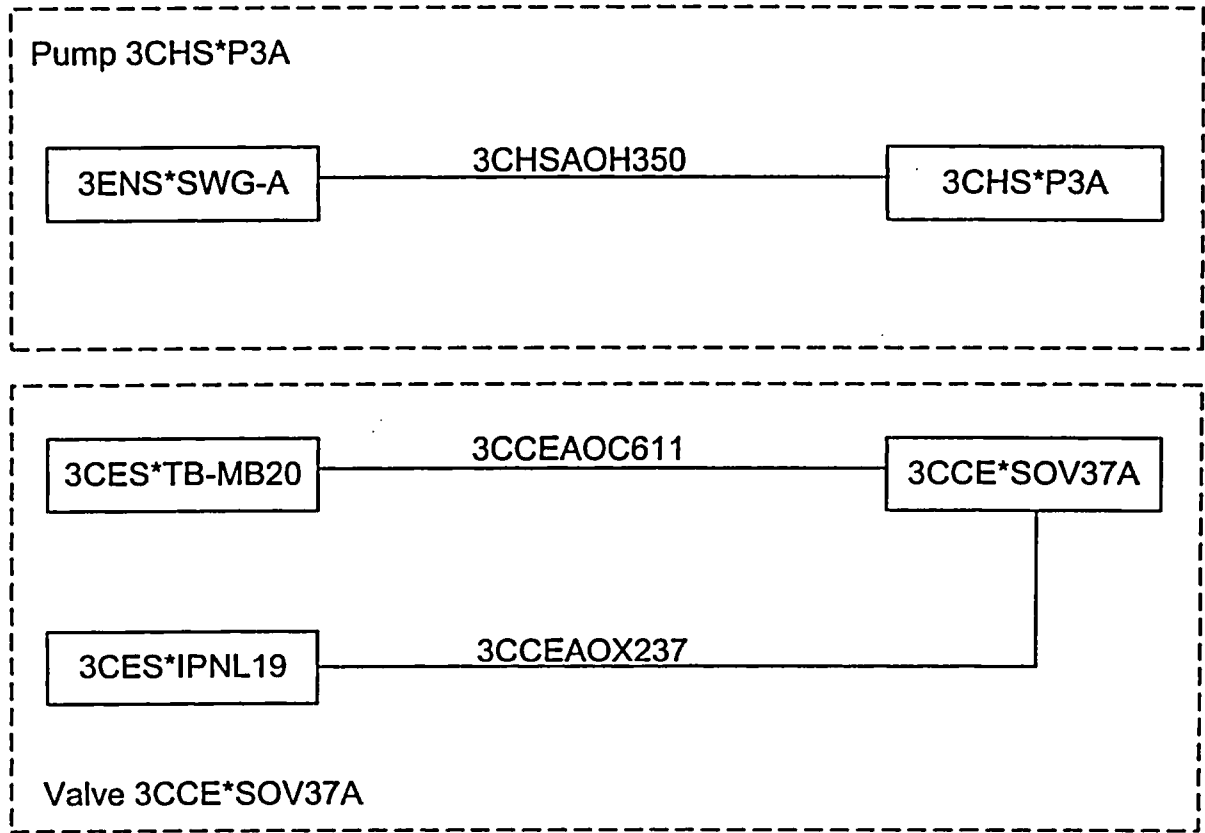 Pump 3CHS*P3A
3ENS*SWG-A
3CHSAOH350
3CHS*P3A
3CES*TB-MB20
3CCEAOC611
3CCE*SOV37A
3CES*IPNL19
3CCEAOX237
Valve 3CCE*SOV37A